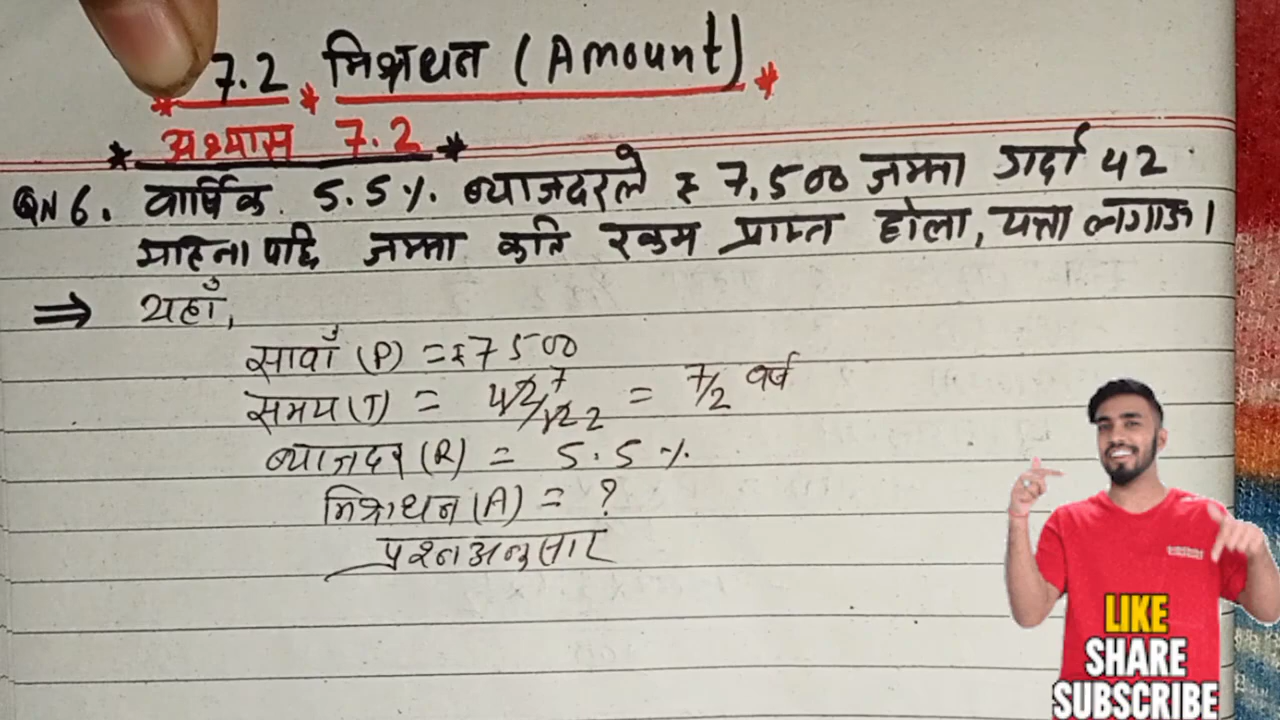 7.2 मिश्रधन (Amount)
अभ्यास 7.2
QN 6. वार्षिक 5.5% ब्याजदरले रु 7,500 जम्मा गर्दा 42
महिना पछि जम्मा कति रकम प्राप्त होला, पत्ता लगाऊ।
⇒ यहाँ,
सावाँ (P) = रु 7500
समय (T) = 42 7/12 2 = 7/2 वर्ष
ब्याजदर (R) = 5.5%
मिश्रधन (A) = ?
प्रश्नअनुसार
LIKE
SHARE
SUBSCRIBE